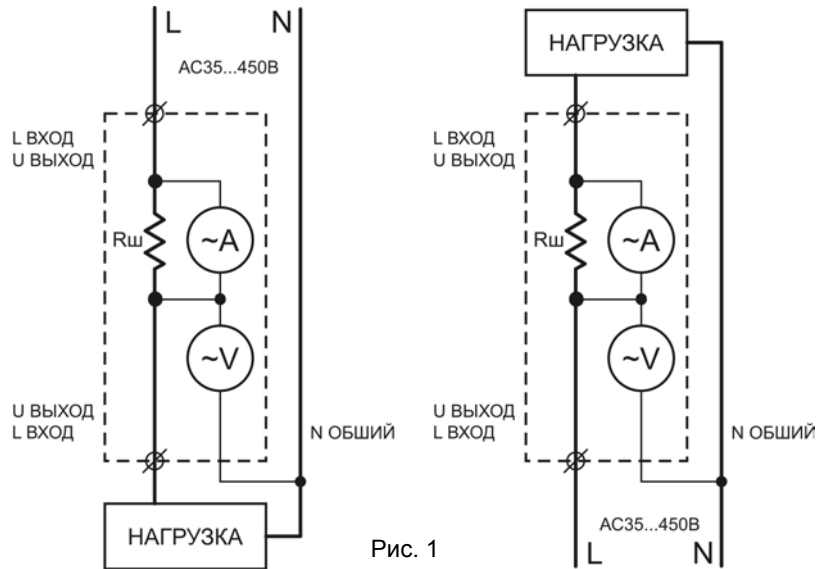 L
N
AC35...450В
L ВХОД
U ВЫХОД
Rш
~A
~V
U ВЫХОД
L ВХОД
N ОБШИЙ
НАГРУЗКА
НАГРУЗКА
L ВХОД
U ВЫХОД
Rш
~A
~V
U ВЫХОД
L ВХОД
N ОБШИЙ
AC35...450В
L
N
Рис. 1